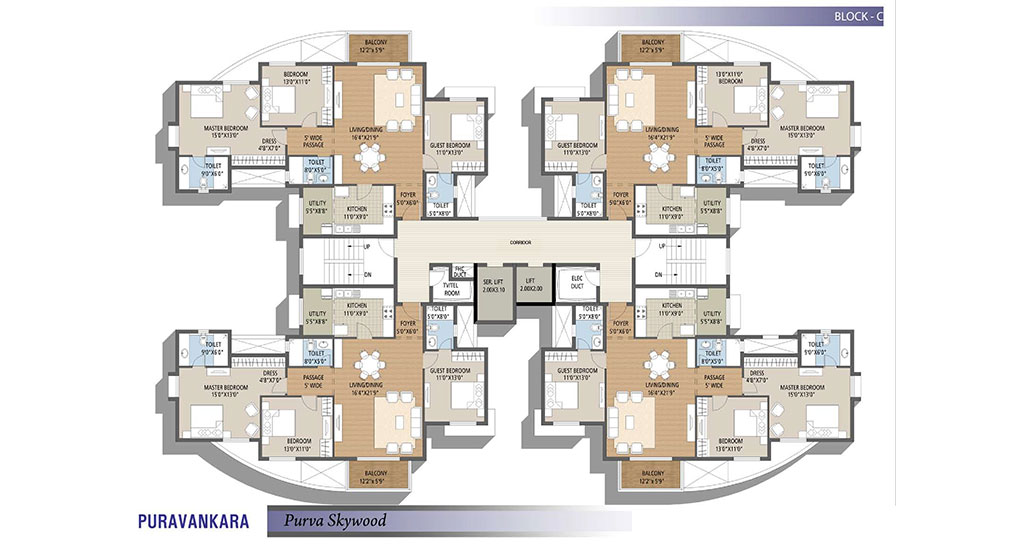 BLOCK - C
BALCONY
12'2"x 5'9"
BEDROOM
13'0"X11'0"
MASTER BEDROOM
15'0"X13'0"
LIVING/DINING
16'4"X21'9"
5' WIDE
PASSAGE
DRESS
4'8"X7'0"
GUEST BEDROOM
11'0"X13'0"
TOILET
9'0"X6'0"
TOILET
8'0"X5'0"
TOILET
5'0"X8'0"
KITCHEN
11'0"X9'0"
UTILITY
5'5"X8'8"
FOYER
5'0"X6'0"
BALCONY
12'2"x 5'9"
13'0"X11'0"
BEDROOM
LIVING/DINING
16'4"X21'9"
GUEST BEDROOM
11'0"X13'0"
5' WIDE
PASSAGE
MASTER BEDROOM
15'0"X13'0"
DRESS
4'8"X7'0"
TOILET
8'0"X5'0"
TOILET
5'0"X6'0"
TOILET
5'0"X8'0"
FOYER
5'0"X6'0"
KITCHEN
11'0"X9'0"
UTILITY
5'5"X8'8"
CORRIDOR
UP
DN
UP
DN
FHC
DUCT
TV/TEL
ROOM
SER. LIFT
2.00X3.10
LIFT
2.00X2.00
ELEC
DUCT
UTILITY
5'5"X8'8"
KITCHEN
11'0"X9'0"
FOYER
5'0"X6'0"
TOILET
5'0"X8'0"
TOILET
9'0"X6'0"
TOILET
8'0"X5'0"
DRESS
4'8"X7'0"
PASSAGE
5' WIDE
MASTER BEDROOM
15'0"X13'0"
LIVING/DINING
16'4"X21'9"
GUEST BEDROOM
11'0"X13'0"
BEDROOM
13'0"X11'0"
BALCONY
12'2"x 5'9"
TOILET
5'0"X8'0"
FOYER
5'0"X6'0"
KITCHEN
11'0"X9'0"
UTILITY
5'5"X8'8"
TOILET
8'0"X5'0"
TOILET
9'0"X6'0"
GUEST BEDROOM
11'0"X13'0"
LIVING/DINING
16'4"X21'9"
PASSAGE
5' WIDE
DRESS
4'8"X7'0"
MASTER BEDROOM
15'0"X13'0"
BEDROOM
13'0"X11'0"
BALCONY
12'2"x 5'9"
PURAVANKARA
Purva Skywood